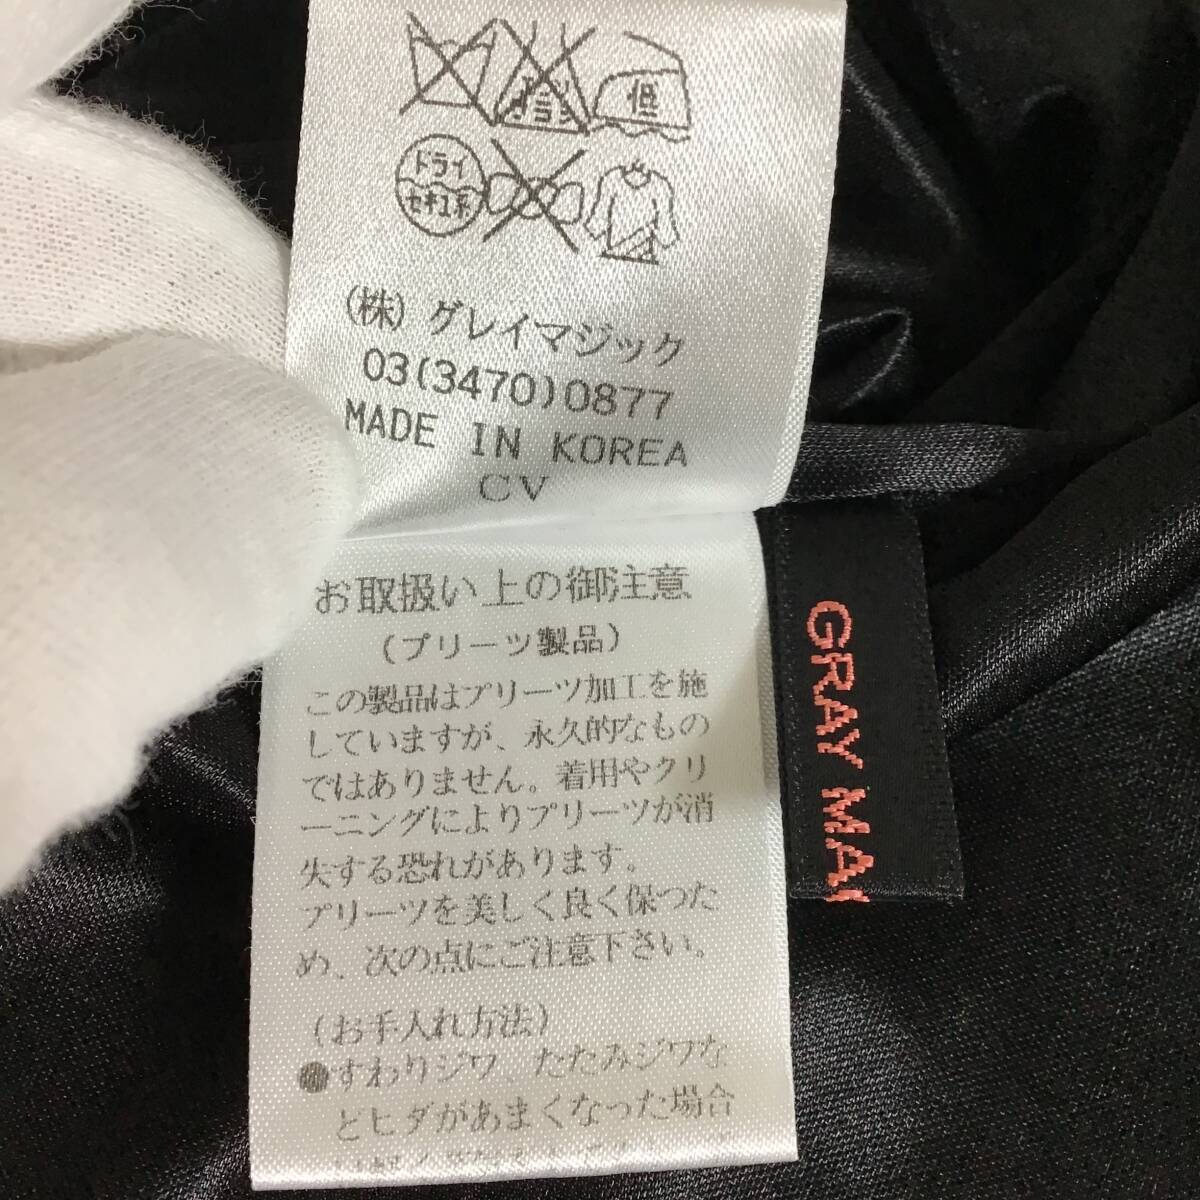 エンソ
サラシ
低
ドライ
セキユ系
(株)グレイマジック
03(3470)0877
MADE IN KOREA
CV
お取扱い上の御注意
(プリーツ製品)
この製品はプリーツ加工を施
していますが、永久的なもの
ではありません。着用やクリ
ーニングによりプリーツが消
失する恐れがあります。
プリーツを美しく良く保つた
め、次の点にご注意下さい。
(お手入れ方法)
●すわりジワ、たたみジワな
どヒダがあまくなった場合
GRAY MA